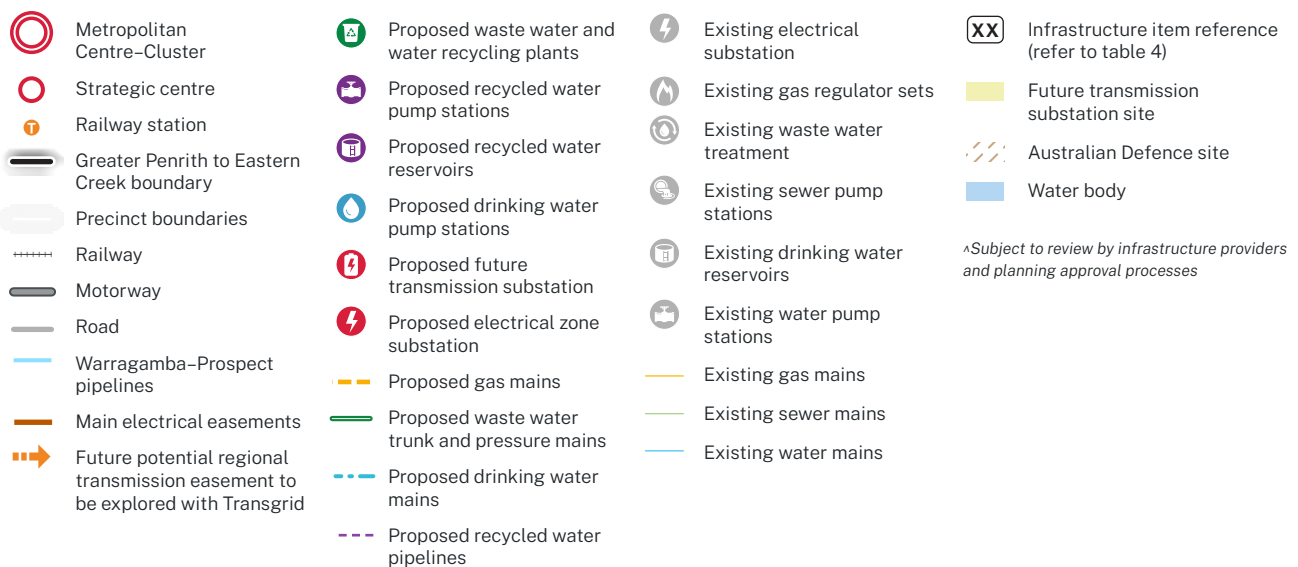 Metropolitan
Centre–Cluster
Strategic centre
T
Railway station
Greater Penrith to Eastern
Creek boundary
Precinct boundaries
Railway
Motorway
Road
Warragamba–Prospect
pipelines
Main electrical easements
Future potential regional
transmission easement to
be explored with Transgrid
Proposed waste water and
water recycling plants
Proposed recycled water
pump stations
Proposed recycled water
reservoirs
Proposed drinking water
pump stations
Proposed future
transmission substation
Proposed electrical zone
substation
Proposed gas mains
Proposed waste water
trunk and pressure mains
Proposed drinking water
mains
Proposed recycled water
pipelines
Existing electrical
substation
Existing gas regulator sets
Existing waste water
treatment
Existing sewer pump
stations
Existing drinking water
reservoirs
Existing water pump
stations
Existing gas mains
Existing sewer mains
Existing water mains
XX
Infrastructure item reference
(refer to table 4)
Future transmission
substation site
Australian Defence site
Water body
^Subject to review by infrastructure providers
and planning approval processes